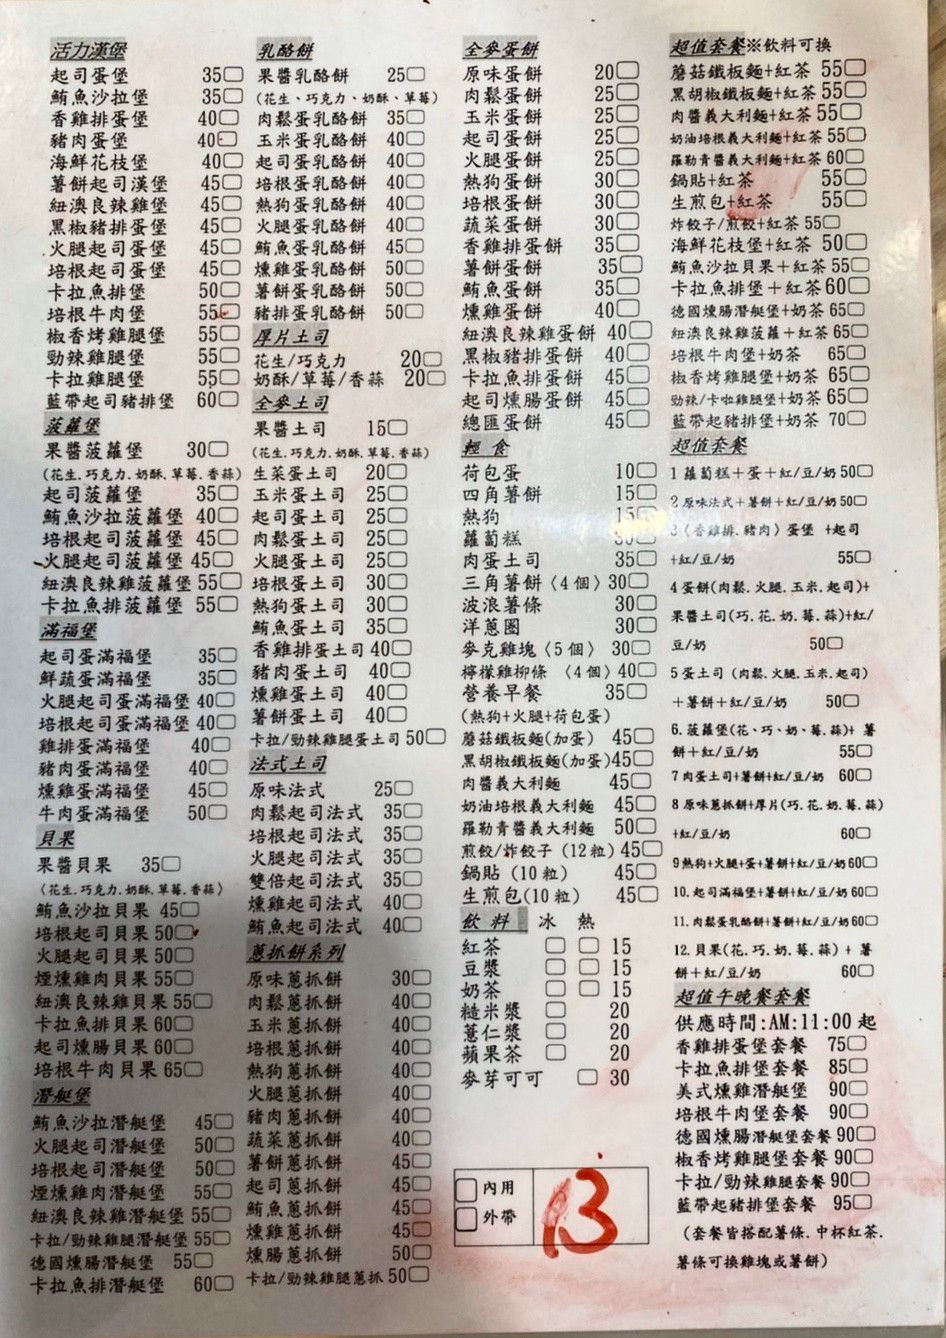 活力漢堡
起司蛋堡 35
鮪魚沙拉堡 35
香雞排蛋堡 40
豬肉蛋堡 40
海鮮花枝堡 40
薯餅起司漢堡 45
紐澳良辣雞堡 45
黑椒豬排蛋堡 45
火腿起司蛋堡 45
培根起司蛋堡 45
卡拉魚排堡 50
培根牛肉堡 55
椒香烤雞腿堡 55
勁辣雞腿堡 55
卡拉雞腿堡 55
藍帶起司豬排堡 60
菠蘿堡
果醬菠蘿堡 30
(花生.巧克力.奶酥.草莓.香蒜)
起司菠蘿堡 35
鮪魚沙拉菠蘿堡 40
培根起司菠蘿堡 45
火腿起司菠蘿堡 45
紐澳良辣雞菠蘿堡 55
卡拉魚排菠蘿堡 55
滿福堡
起司蛋滿福堡 35
鮮蔬蛋滿福堡 35
火腿起司蛋滿福堡 40
培根起司蛋滿福堡 40
雞排蛋滿福堡 40
豬肉蛋滿福堡 40
燻雞蛋滿福堡 45
牛肉蛋滿福堡 50
貝果
果醬貝果 35
(花生.巧克力.奶酥.草莓.香蒜)
鮪魚沙拉貝果 45
培根起司貝果 50
火腿起司貝果 50
煙燻雞肉貝果 55
紐澳良辣雞貝果 55
卡拉魚排貝果 60
起司燻腸貝果 60
培根牛肉貝果 65
潛艇堡
鮪魚沙拉潛艇堡 45
火腿起司潛艇堡 50
培根起司潛艇堡 50
煙燻雞肉潛艇堡 55
紐澳良辣雞潛艇堡 55
卡拉/勁辣雞腿潛艇堡 55
德國燻腸潛艇堡 55
卡拉魚排潛艇堡 60
乳酪餅
果醬乳酪餅 25
(花生、巧克力、奶酥、草莓)
肉鬆蛋乳酪餅 35
玉米蛋乳酪餅 40
起司蛋乳酪餅 40
培根蛋乳酪餅 40
熱狗蛋乳酪餅 40
火腿蛋乳酪餅 40
鮪魚蛋乳酪餅 45
燻雞蛋乳酪餅 50
薯餅蛋乳酪餅 50
豬排蛋乳酪餅 50
厚片土司
花生/巧克力 20
奶酥/草莓/香蒜 20
全麥土司
果醬土司 15
(花生.巧克力.奶酥.草莓.香蒜)
生菜蛋土司 20
玉米蛋土司 25
起司蛋土司 25
肉鬆蛋土司 25
火腿蛋土司 25
培根蛋土司 30
熱狗蛋土司 30
鮪魚蛋土司 35
香雞排蛋土司 40
豬肉蛋土司 40
燻雞蛋土司 40
薯餅蛋土司 40
卡拉/勁辣雞腿蛋土司 50
法式土司
原味法式 25
肉鬆起司法式 35
培根起司法式 35
火腿起司法式 35
雙倍起司法式 35
燻雞起司法式 40
鮪魚起司法式 40
蔥抓餅系列
原味蔥抓餅 30
肉鬆蔥抓餅 40
玉米蔥抓餅 40
培根蔥抓餅 40
熱狗蔥抓餅 40
火腿蔥抓餅 40
豬肉蔥抓餅 40
蔬菜蔥抓餅 40
薯餅蔥抓餅 45
起司蔥抓餅 45
鮪魚蔥抓餅 45
燻雞蔥抓餅 45
燻腸蔥抓餅 50
卡拉/勁辣雞腿蔥抓 50
全麥蛋餅
原味蛋餅 20
肉鬆蛋餅 25
玉米蛋餅 25
起司蛋餅 25
火腿蛋餅 25
熱狗蛋餅 30
培根蛋餅 30
蔬菜蛋餅 30
香雞排蛋餅 35
薯餅蛋餅 35
鮪魚蛋餅 35
燻雞蛋餅 40
紐澳良辣雞蛋餅 40
黑椒豬排蛋餅 40
卡拉魚排蛋餅 45
起司燻腸蛋餅 45
總匯蛋餅 45
輕食
荷包蛋 10
四角薯餅 15
熱狗 15
蘿蔔糕
肉蛋土司 35
三角薯餅〈4個〉30
波浪薯條 30
洋蔥圈 30
麥克雞塊〈5個〉 30
檸檬雞柳條 〈4個〉40
營養早餐 35
(熱狗+火腿+荷包蛋)
蘑菇鐵板麵(加蛋) 45
黑胡椒鐵板麵(加蛋)45
肉醬義大利麵 45
奶油培根義大利麵 45
羅勒青醬義大利麵 50
煎餃/炸餃子 (12粒) 45
鍋貼 (10粒) 45
生煎包(10粒) 45
飲料 冰 熱
紅茶 15
豆漿 15
奶茶 15
糙米漿 20
薏仁漿 20
蘋果茶 20
麥芽可可 30
內用
外帶
13
超值套餐※飲料可換
蘑菇鐵板麵+紅茶 55
黑胡椒鐵板麵+紅茶 55
肉醬義大利麵+紅茶 55
奶油培根義大利麵+紅茶 55
羅勒青醬義大利麵+紅茶 60
鍋貼+紅茶 55
生煎包+紅茶 55
炸餃子/煎餃+紅茶 55
海鮮花枝堡+紅茶 50
鮪魚沙拉貝果+紅茶 55
卡拉魚排堡+紅茶 60
德國燻腸潛艇堡+奶茶 65
紐澳良辣雞菠蘿+紅茶 65
培根牛肉堡+奶茶 65
椒香烤雞腿堡+奶茶 65
勁辣/卡啦雞腿堡+奶茶 65
藍帶起豬排堡+奶茶 70
超值套餐
1蘿蔔糕+蛋+紅/豆/奶 50
2原味法式+薯餅+紅/豆/奶 50
3〈香雞排.豬肉〉蛋堡 +起司
+紅/豆/奶 55
4蛋餅(肉鬆.火腿.玉米.起司)+
果醬土司(巧.花.奶.莓.蒜)+紅/
豆/奶 50
5蛋土司 (肉鬆.火腿.玉米.起司)
+薯餅+紅/豆/奶 50
6.菠蘿堡(花、巧、奶、莓.蒜)+ 薯
餅+紅/豆/奶 55
7肉蛋土司+薯餅+紅/豆/奶 60
8 原味蔥抓餅+厚片(巧.花.奶.莓.蒜)
+紅/豆/奶 60
9熱狗+火腿+蛋+薯餅+紅/豆/奶 60
10.起司滿福堡+薯餅+紅/豆/奶 60
11.肉鬆蛋乳酪餅+薯餅+紅/豆/奶 60
12.貝果(花.巧.奶.莓.蒜) + 薯
餅+紅/豆/奶 60
超值午晚餐套餐
供應時間:AM:11:00 起
香雞排蛋堡套餐 75
卡拉魚排堡套餐 85
美式燻雞潛艇堡 90
培根牛肉堡套餐 90
德國燻腸潛艇堡套餐 90
椒香烤雞腿堡套餐 90
卡拉/勁辣雞腿套餐 90
藍帶起豬排堡套餐 95
(套餐皆搭配薯條.中杯紅茶.
薯條可換雞塊或薯餅)